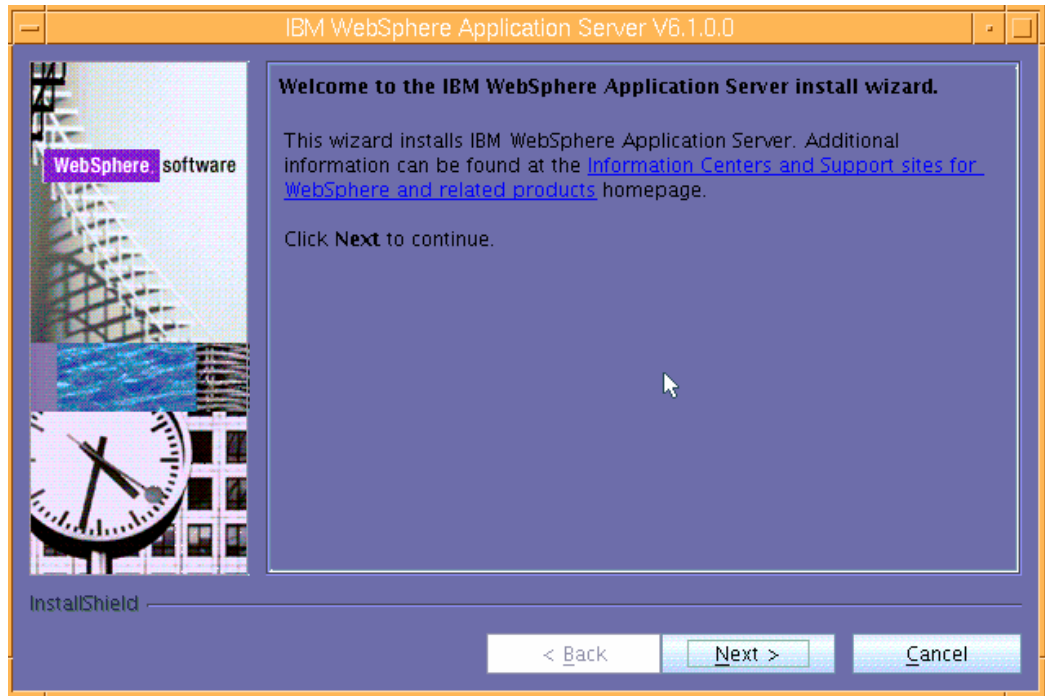 IBM WebSphere Application Server V6.1.0.0
WebSphere. software
Welcome to the IBM WebSphere Application Server install wizard.
This wizard installs IBM WebSphere Application Server. Additional
information can be found at the Information Centers and Support sites for
WebSphere and related products homepage.
Click Next to continue.
InstallShield
< Back
Next >
Cancel